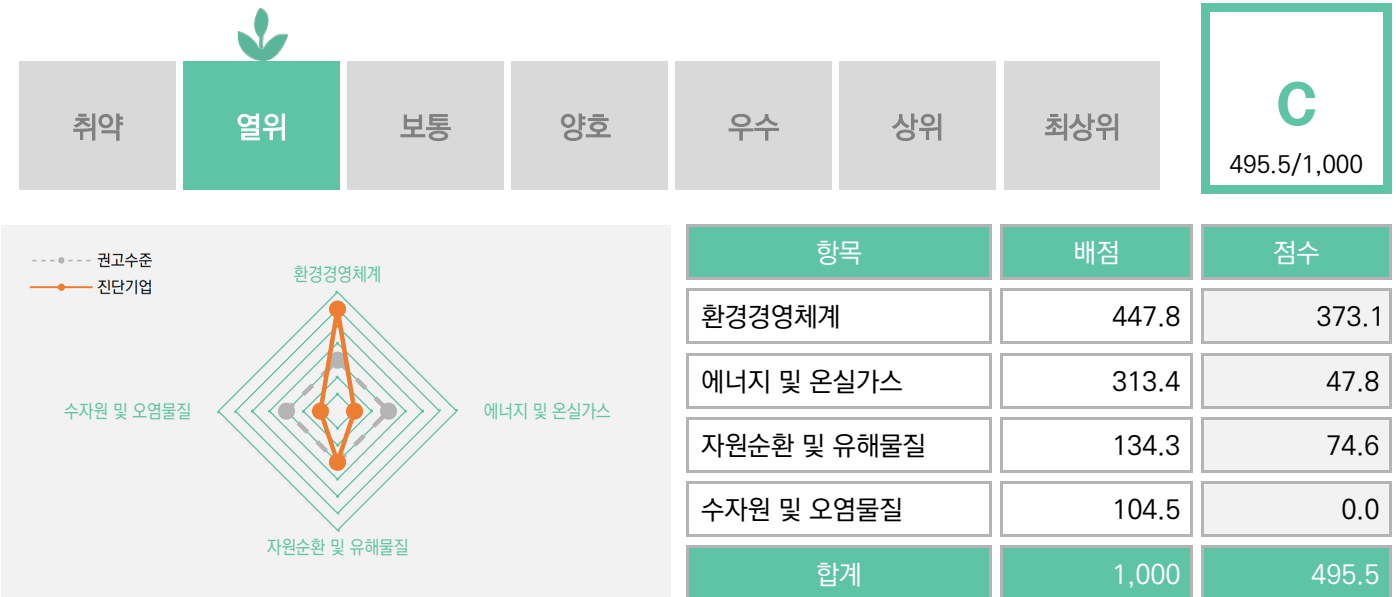 취약
열위
보통
양호
우수
상위
최상위
C
495.5/1,000
권고수준
진단기업
환경경영체계
수자원 및 오염물질
에너지 및 온실가스
자원순환 및 유해물질
항목 배점 점수
환경경영체계 447.8 373.1
에너지 및 온실가스 313.4 47.8
자원순환 및 유해물질 134.3 74.6
수자원 및 오염물질 104.5 0.0
합계 1,000 495.5